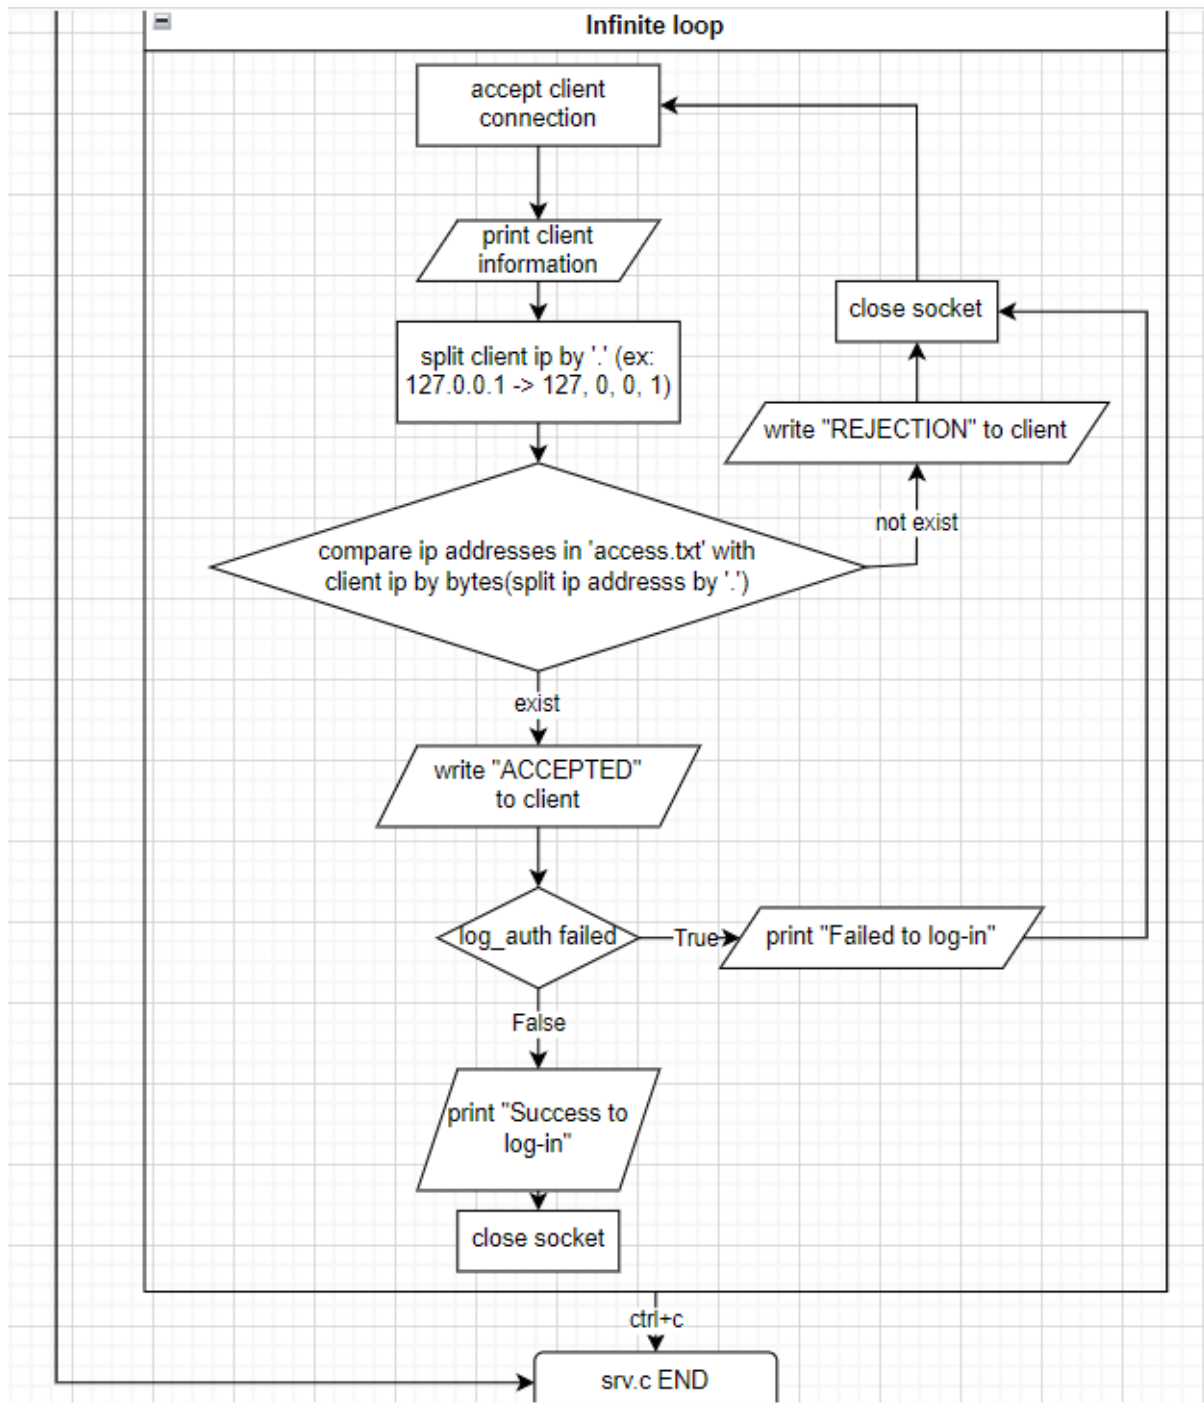 Infinite loop
accept client
connection
print client
information
close socket
split client ip by '.' (ex:
127.0.0.1 -> 127, 0, 0, 1)
write "REJECTION" to client
not exist
compare ip addresses in 'access.txt' with
client ip by bytes(split ip addresss by '.')
exist
write "ACCEPTED"
to client
log_auth failed
True
print "Failed to log-in"
False
print "Success to
log-in"
close socket
ctrl+c
srv.c END